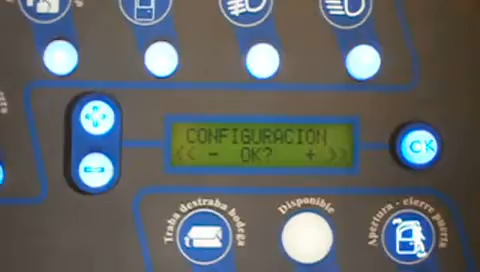 CONFIGURACION
<< - OK? + >>
+
-
OK
Traba destraba bodega
Disponible
Apertura - cierre puerta